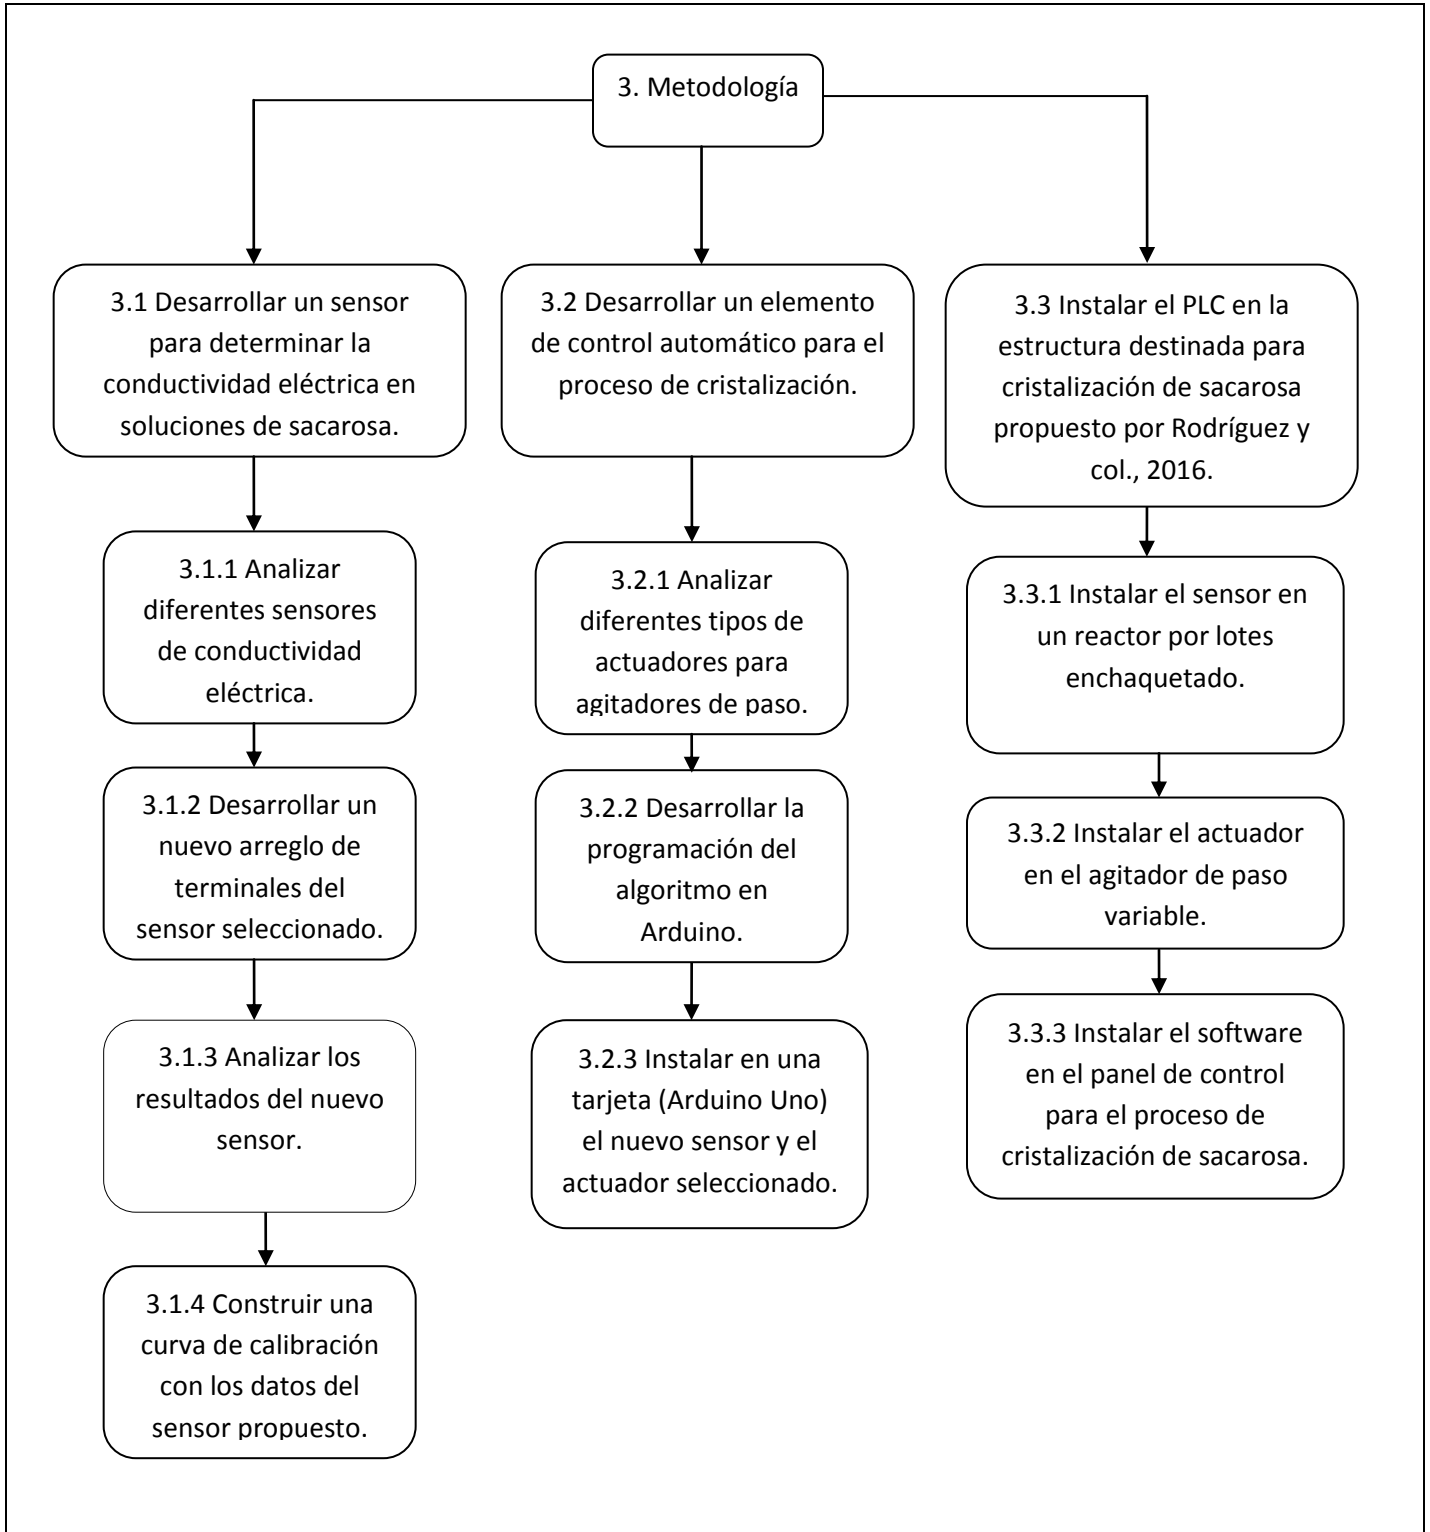 3. Metodología
3.1 Desarrollar un sensor
para determinar la
conductividad eléctrica en
soluciones de sacarosa.
3.1.1 Analizar
diferentes sensores
de conductividad
eléctrica.
3.1.2 Desarrollar un
nuevo arreglo de
terminales del
sensor seleccionado.
3.1.3 Analizar los
resultados del nuevo
sensor.
3.1.4 Construir una
curva de calibración
con los datos del
sensor propuesto.
3.2 Desarrollar un elemento
de control automático para el
proceso de cristalización.
3.2.1 Analizar
diferentes tipos de
actuadores para
agitadores de paso.
3.2.2 Desarrollar la
programación del
algoritmo en
Arduino.
3.2.3 Instalar en una
tarjeta (Arduino Uno)
el nuevo sensor y el
actuador seleccionado.
3.3 Instalar el PLC en la
estructura destinada para
cristalización de sacarosa
propuesto por Rodríguez y
col., 2016.
3.3.1 Instalar el sensor en
un reactor por lotes
enchaquetado.
3.3.2 Instalar el actuador
en el agitador de paso
variable.
3.3.3 Instalar el software
en el panel de control
para el proceso de
cristalización de sacarosa.